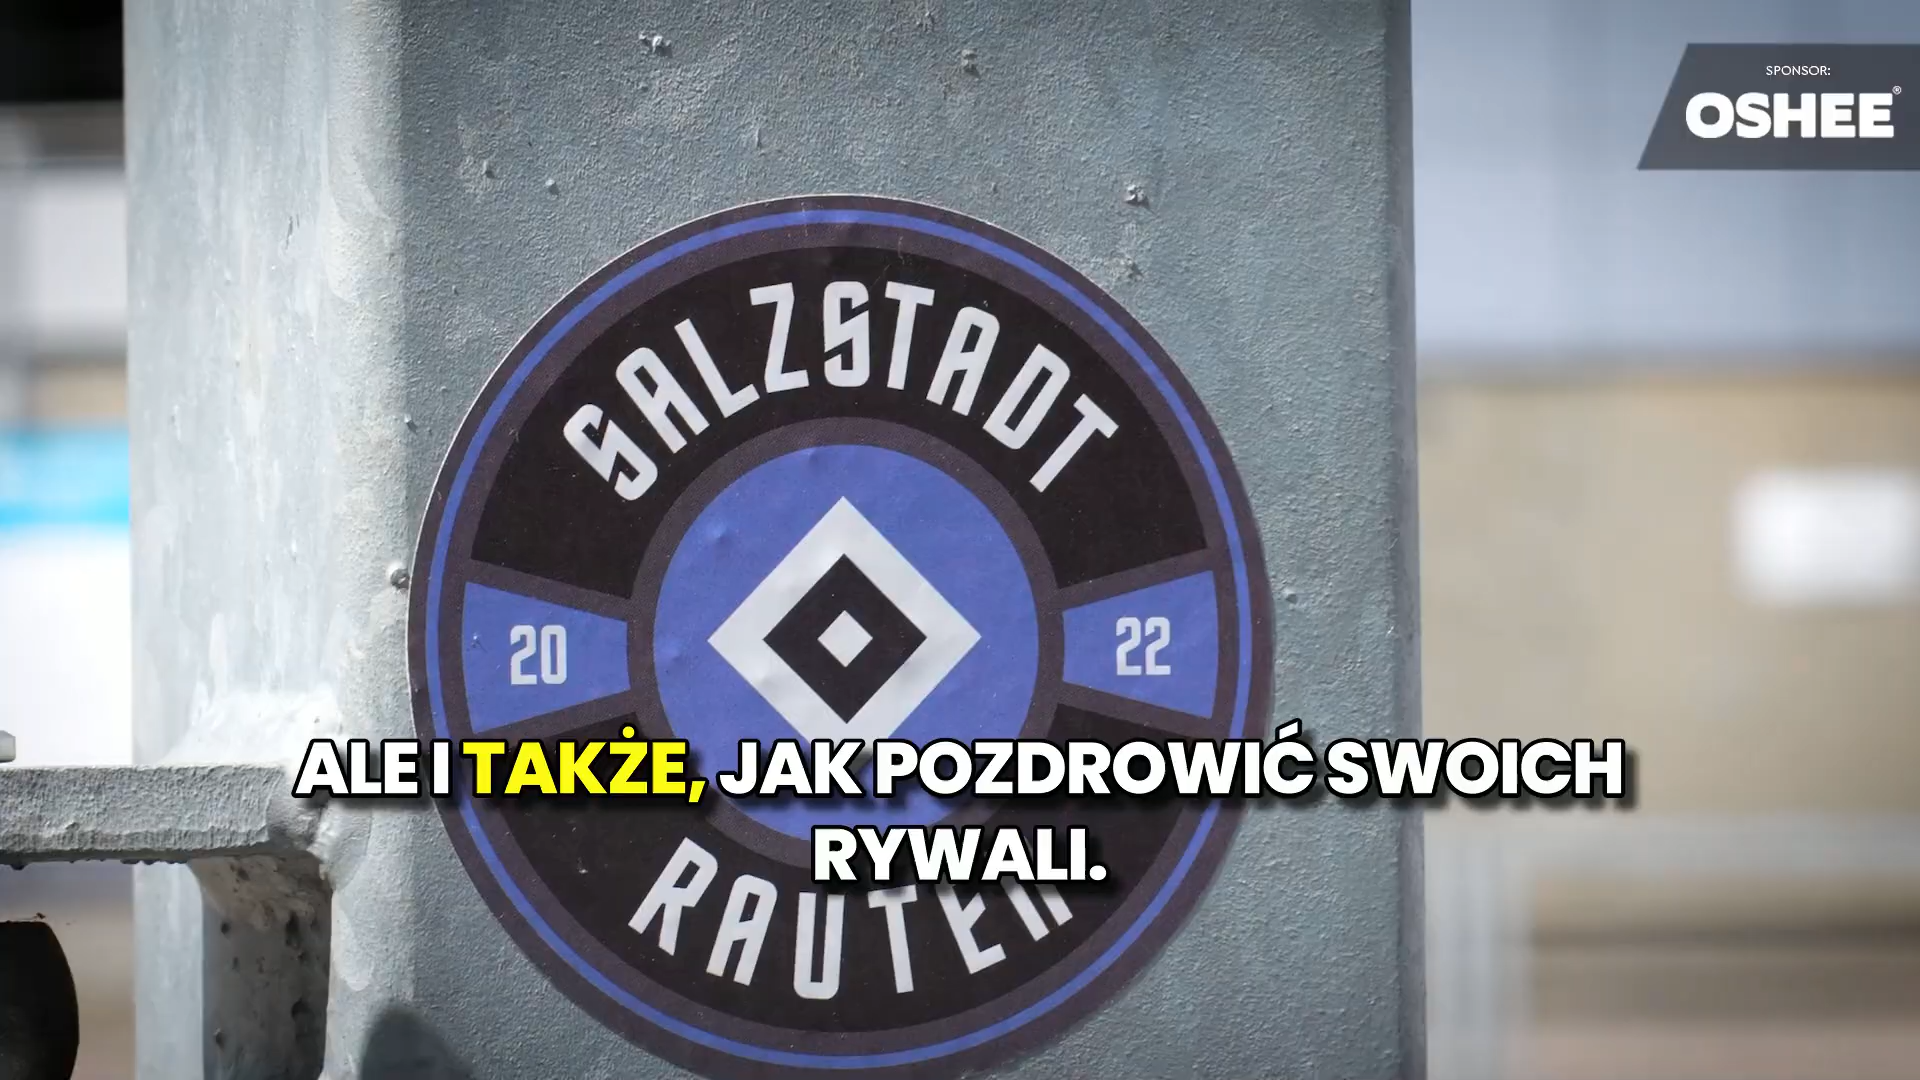 SPONSOR:
OSHEE®
SALZSTADT
20
22
ALE I TAKŻE, JAK POZDROWIĆ SWOICH
RYWALI.
RAUTEN